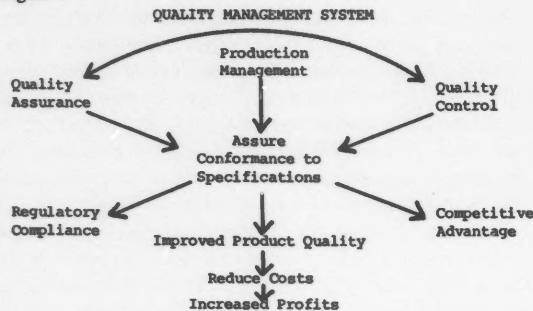 QUALITY MANAGEMENT SYSTEM
Production
Management
Quality
Assurance
Quality
Control
Assure
Conformance to
Specifications
Regulatory
Compliance
Competitive
Advantage
Improved Product Quality
Reduce Costs
Increased Profits